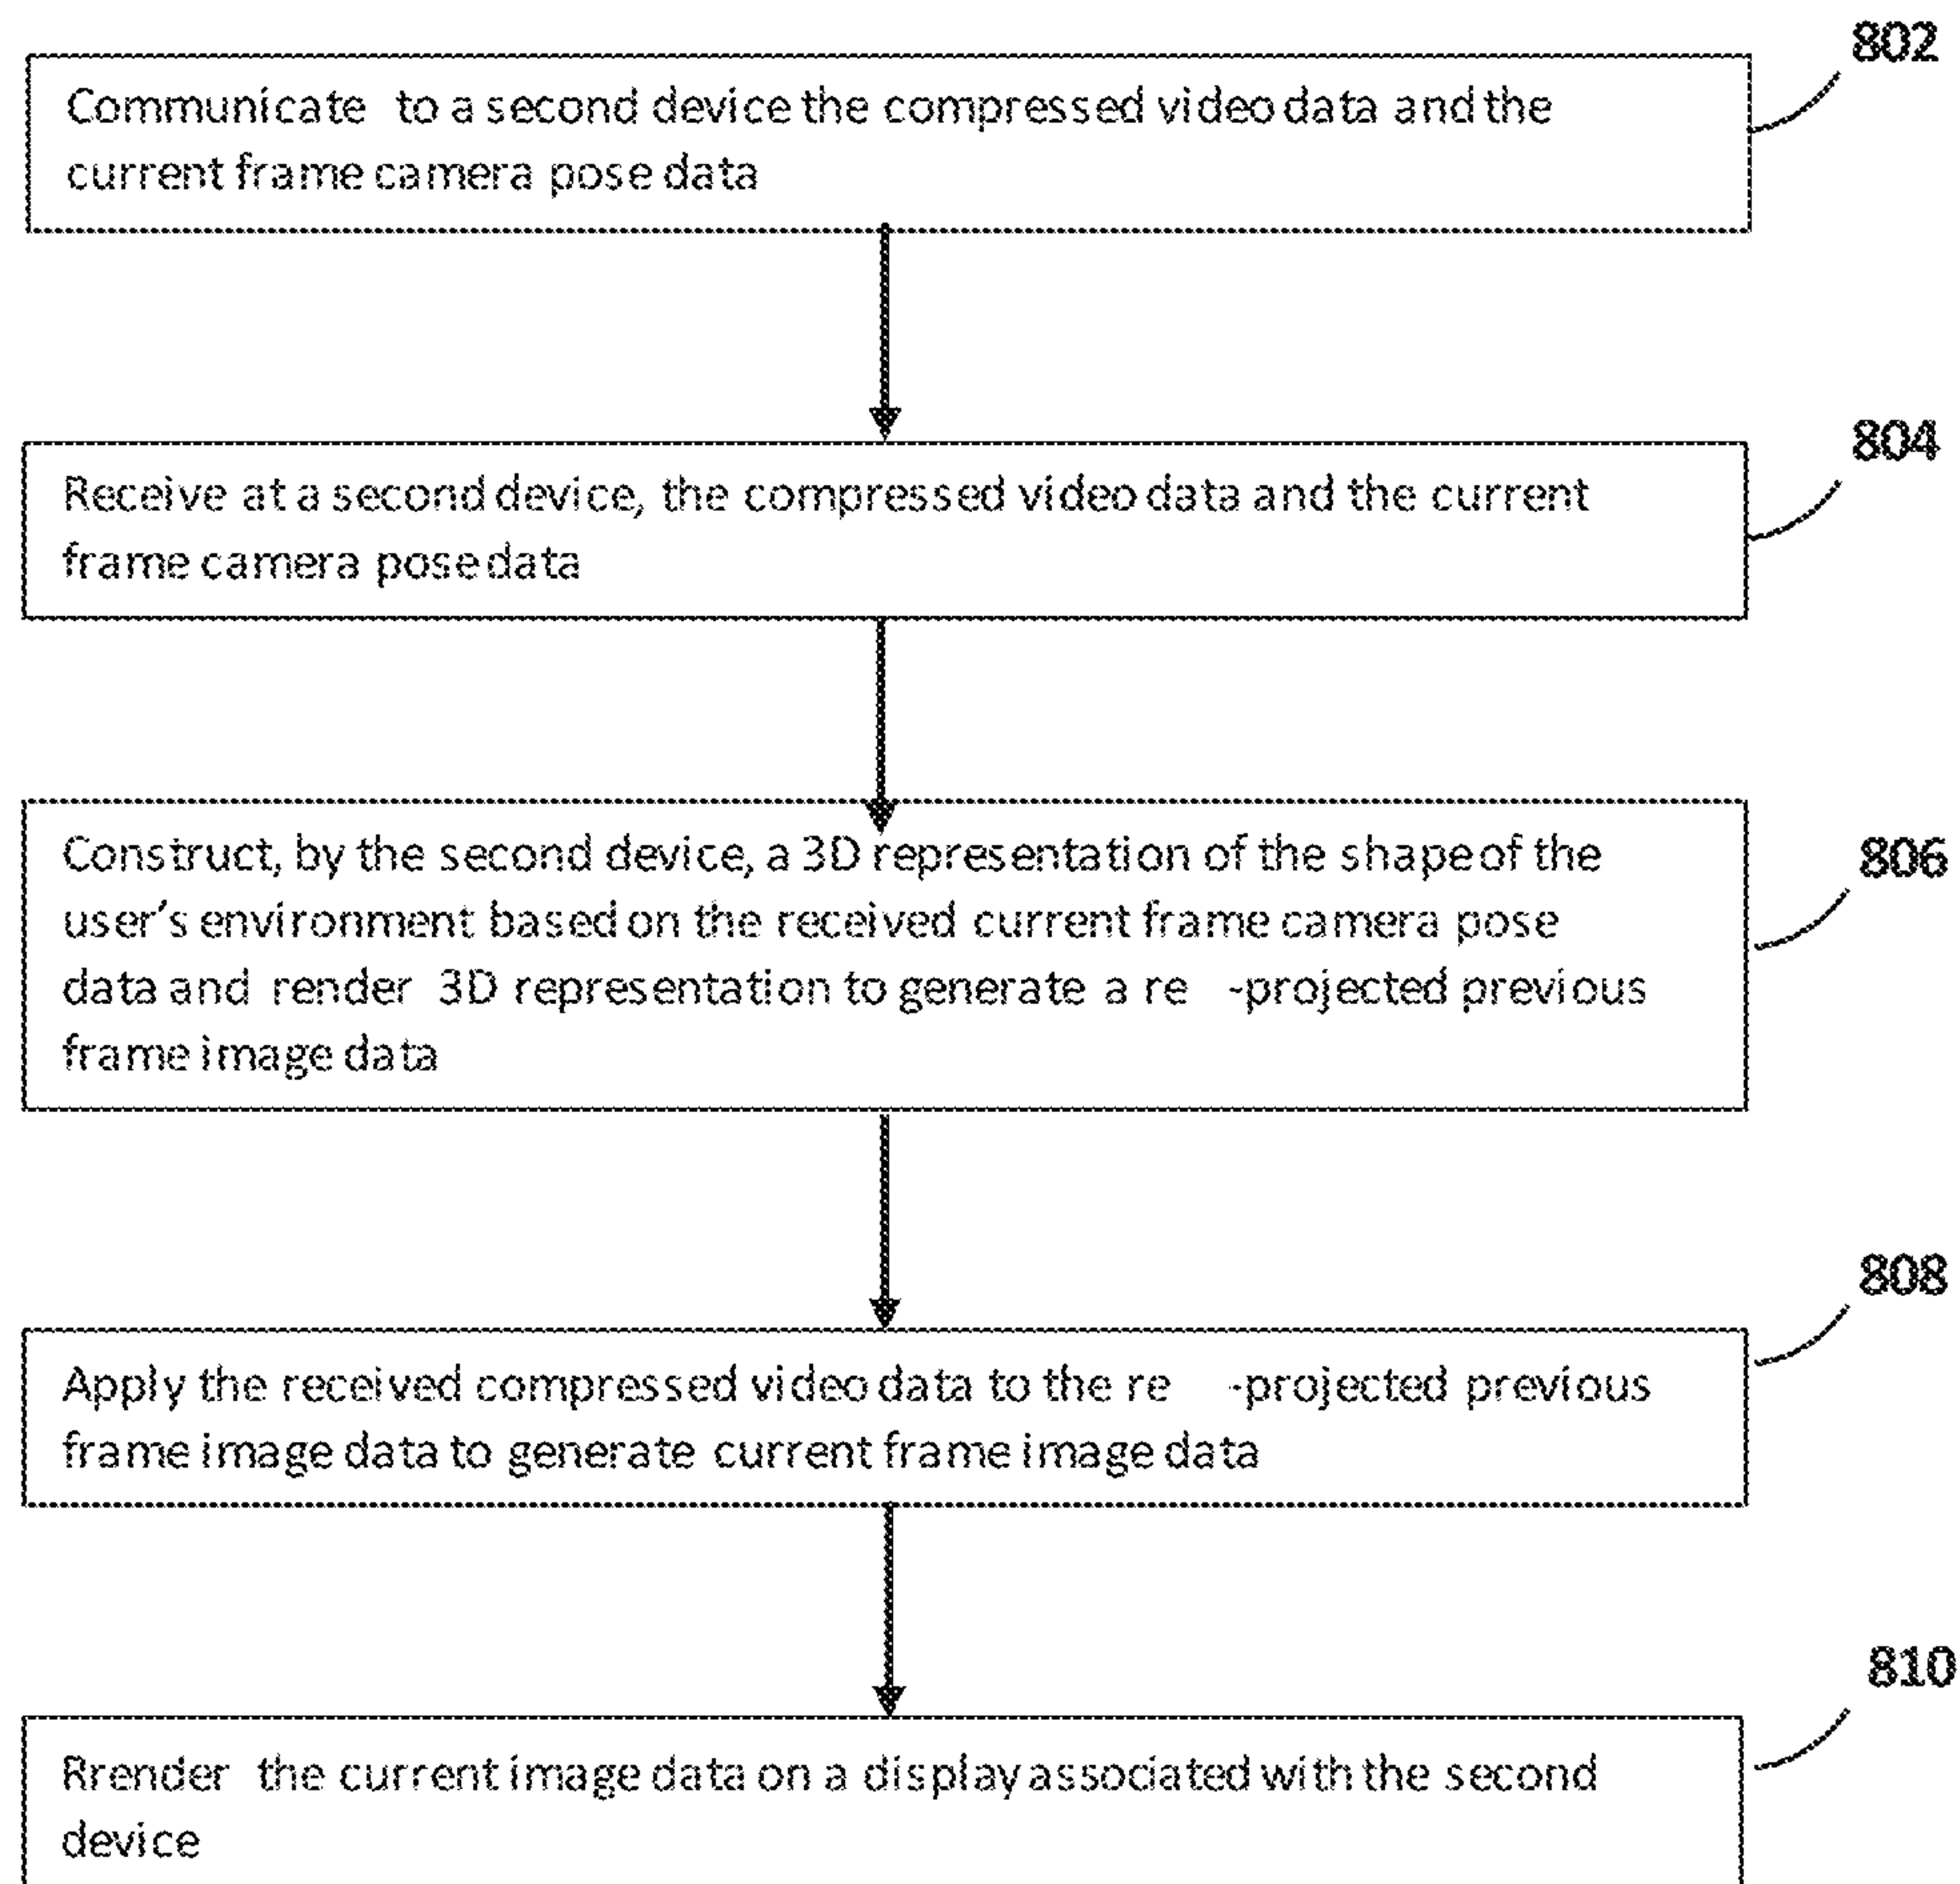 802
Communicate to a second device the compressed video data and the
current frame camera pose data
804
Receive at a second device, the compressed video data and the current
frame camera pose data
806
Construct, by the second device, a 3D representation of the shape of the
user's environment based on the received current frame camera pose
data and render 3D representation to generate a re -projected previous
frame image data
808
Apply the received compressed video data to the re -projected previous
frame image data to generate current frame image data
810
Rrender the current image data on a display associated with the second
device